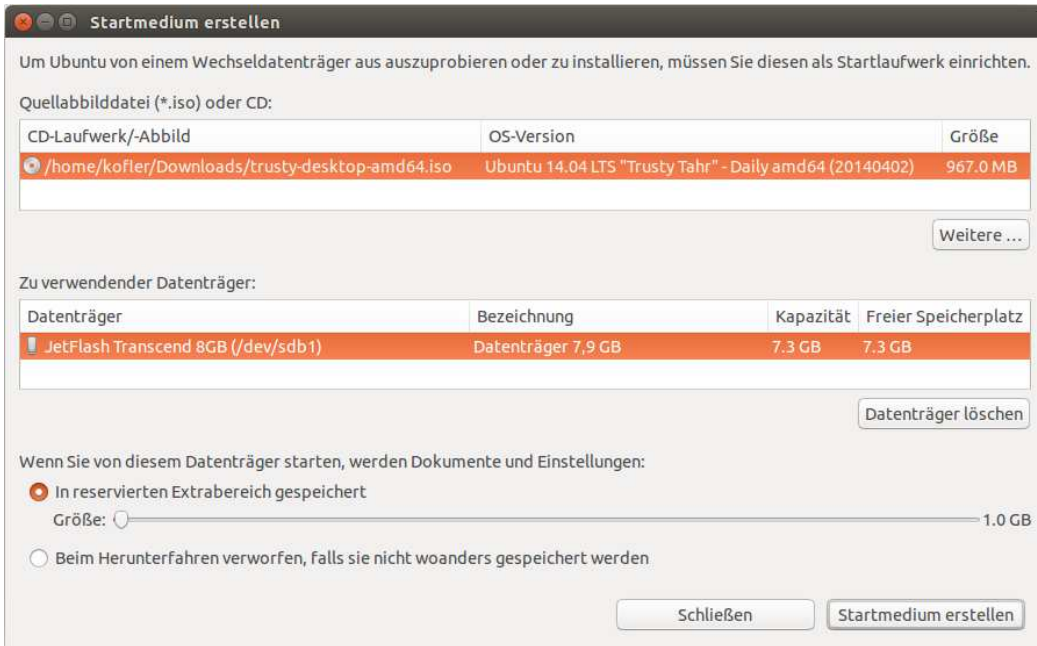 Startmedium erstellen
Um Ubuntu von einem Wechseldatenträger aus auszuprobieren oder zu installieren, müssen Sie diesen als Startlaufwerk einrichten.
Quellabbilddatei (*.iso) oder CD:
CD-Laufwerk/-Abbild OS-Version Größe
/home/kofler/Downloads/trusty-desktop-amd64.iso Ubuntu 14.04 LTS "Trusty Tahr" - Daily amd64 (20140402) 967.0 MB
Weitere ...
Zu verwendender Datenträger:
Datenträger Bezeichnung Kapazität Freier Speicherplatz
JetFlash Transcend 8GB (/dev/sdb1) Datenträger 7,9 GB 7.3 GB 7.3 GB
Datenträger löschen
Wenn Sie von diesem Datenträger starten, werden Dokumente und Einstellungen:
In reservierten Extrabereich gespeichert
Größe: 1.0 GB
Beim Herunterfahren verworfen, falls sie nicht woanders gespeichert werden
Schließen Startmedium erstellen